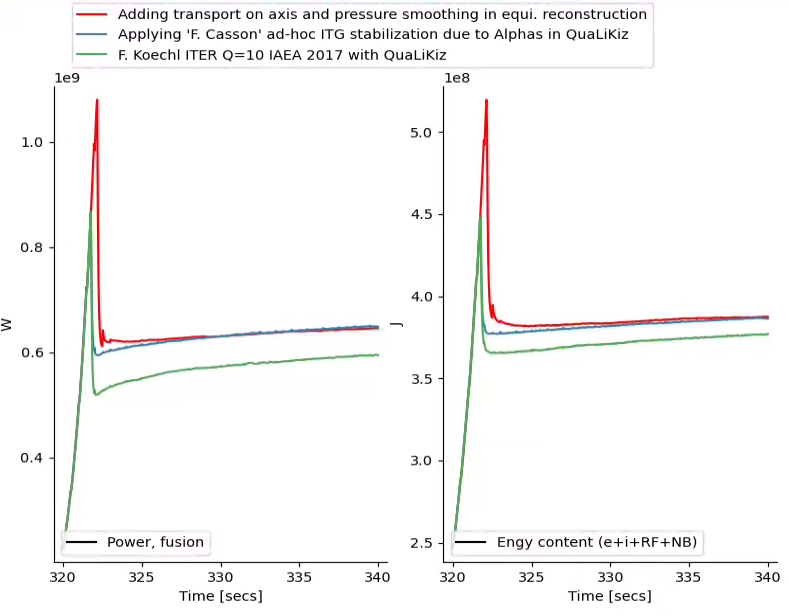 Adding transport on axis and pressure smoothing in equi. reconstruction
Applying 'F. Casson' ad-hoc ITG stabilization due to Alphas in QuaLiKiz
F. Koechl ITER Q=10 IAEA 2017 with QuaLiKiz
1e9
1.0
0.8
0.6
0.4
W
Power, fusion
320 325 330 335 340
Time [secs]
1e8
5.0
4.5
4.0
3.5
3.0
2.5
J
Engy content (e+i+RF+NB)
320 325 330 335 340
Time [secs]